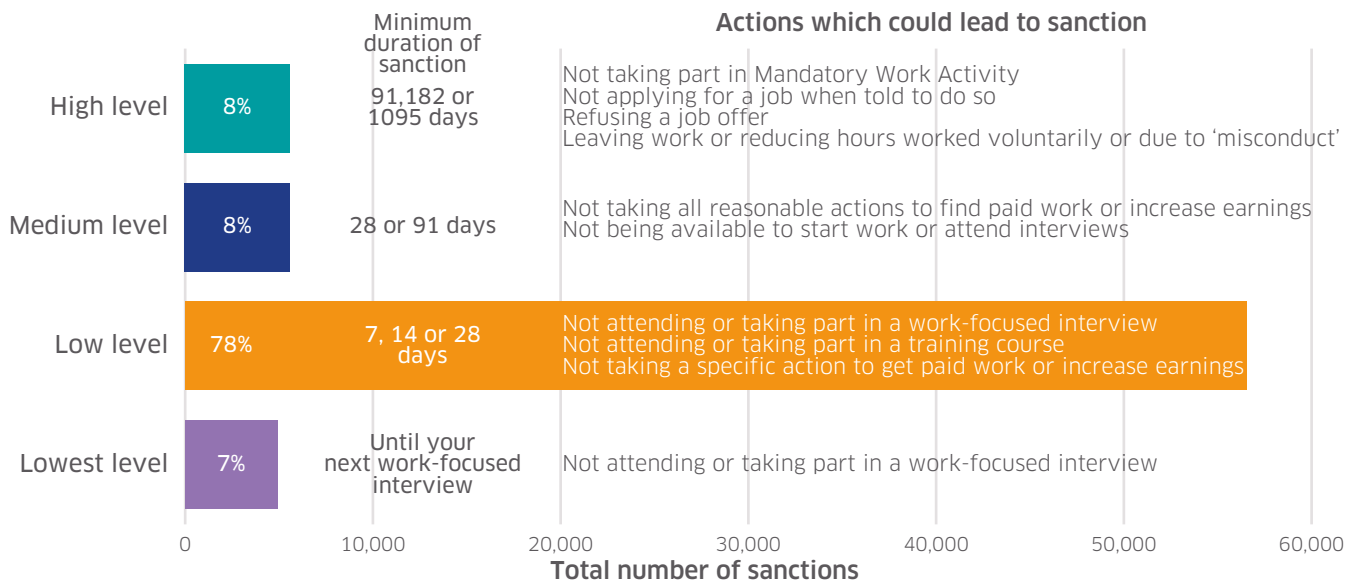 Minimum
duration of
sanction
Actions which could lead to sanction
High level
8%
91,182 or
1095 days
Not taking part in Mandatory Work Activity
Not applying for a job when told to do so
Refusing a job offer
Leaving work or reducing hours worked voluntarily or due to ‘misconduct’
Medium level
8%
28 or 91 days
Not taking all reasonable actions to find paid work or increase earnings
Not being available to start work or attend interviews
Low level
78%
7, 14 or 28
days
Not attending or taking part in a work-focused interview
Not attending or taking part in a training course
Not taking a specific action to get paid work or increase earnings
Lowest level
7%
Until your
next work-focused
interview
Not attending or taking part in a work-focused interview
0
10,000
20,000
30,000
40,000
50,000
60,000
Total number of sanctions